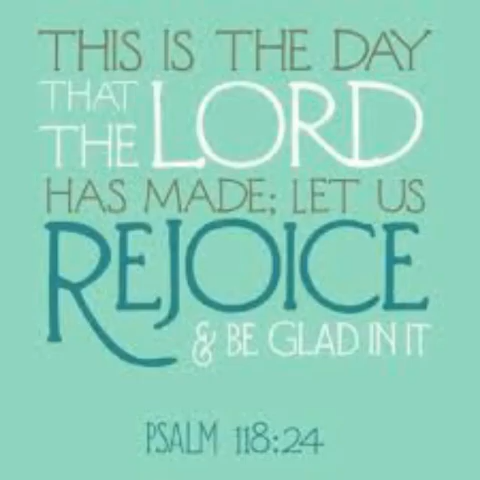 THIS IS THE DAY
THAT
THE LORD
HAS MADE; LET US
REJOICE
& BE GLAD IN IT
PSALM 118:24